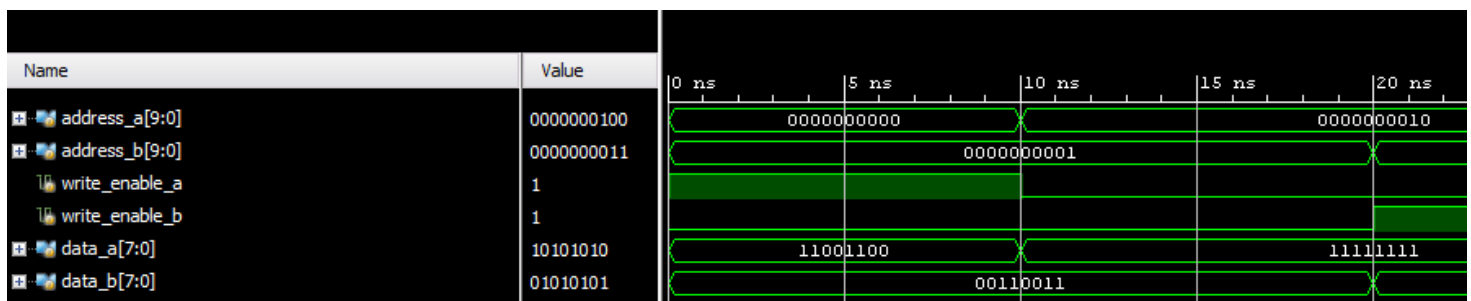 Name Value
0 ns 5 ns 10 ns 15 ns 20 ns
address_a[9:0] 0000000100 0000000000 0000000010
address_b[9:0] 0000000011 0000000001
write_enable_a 1
write_enable_b 1
data_a[7:0] 10101010 11001100 11111111
data_b[7:0] 01010101 00110011